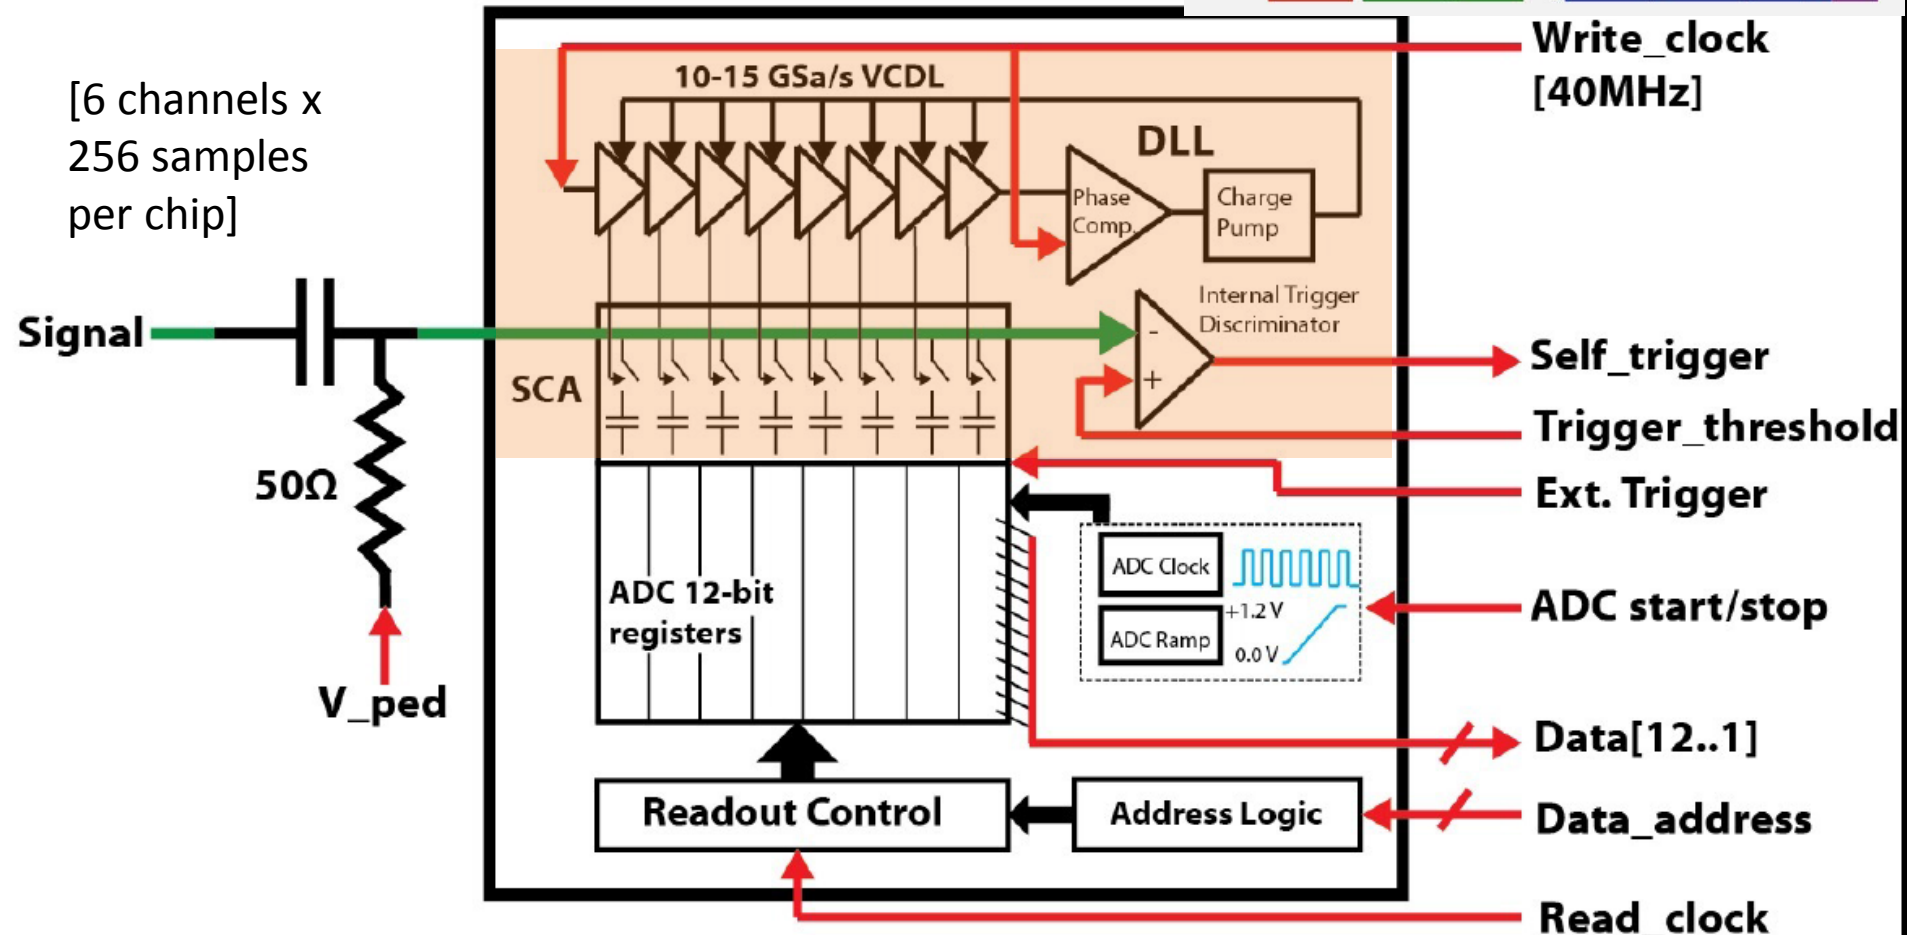 Write_clock
[40MHz]
[6 channels x
256 samples
per chip]
10-15 GSa/s VCDL
DLL
Phase
Comp.
Charge
Pump
Internal Trigger
Discriminator
Signal
-
+
Self_trigger
SCA
Trigger_threshold
50Ω
Ext. Trigger
ADC Clock
ADC 12-bit
registers
+1.2 V
ADC Ramp
0.0 V
ADC start/stop
V_ped
Data[12..1]
Readout Control
Address Logic
Data_address
Read_clock